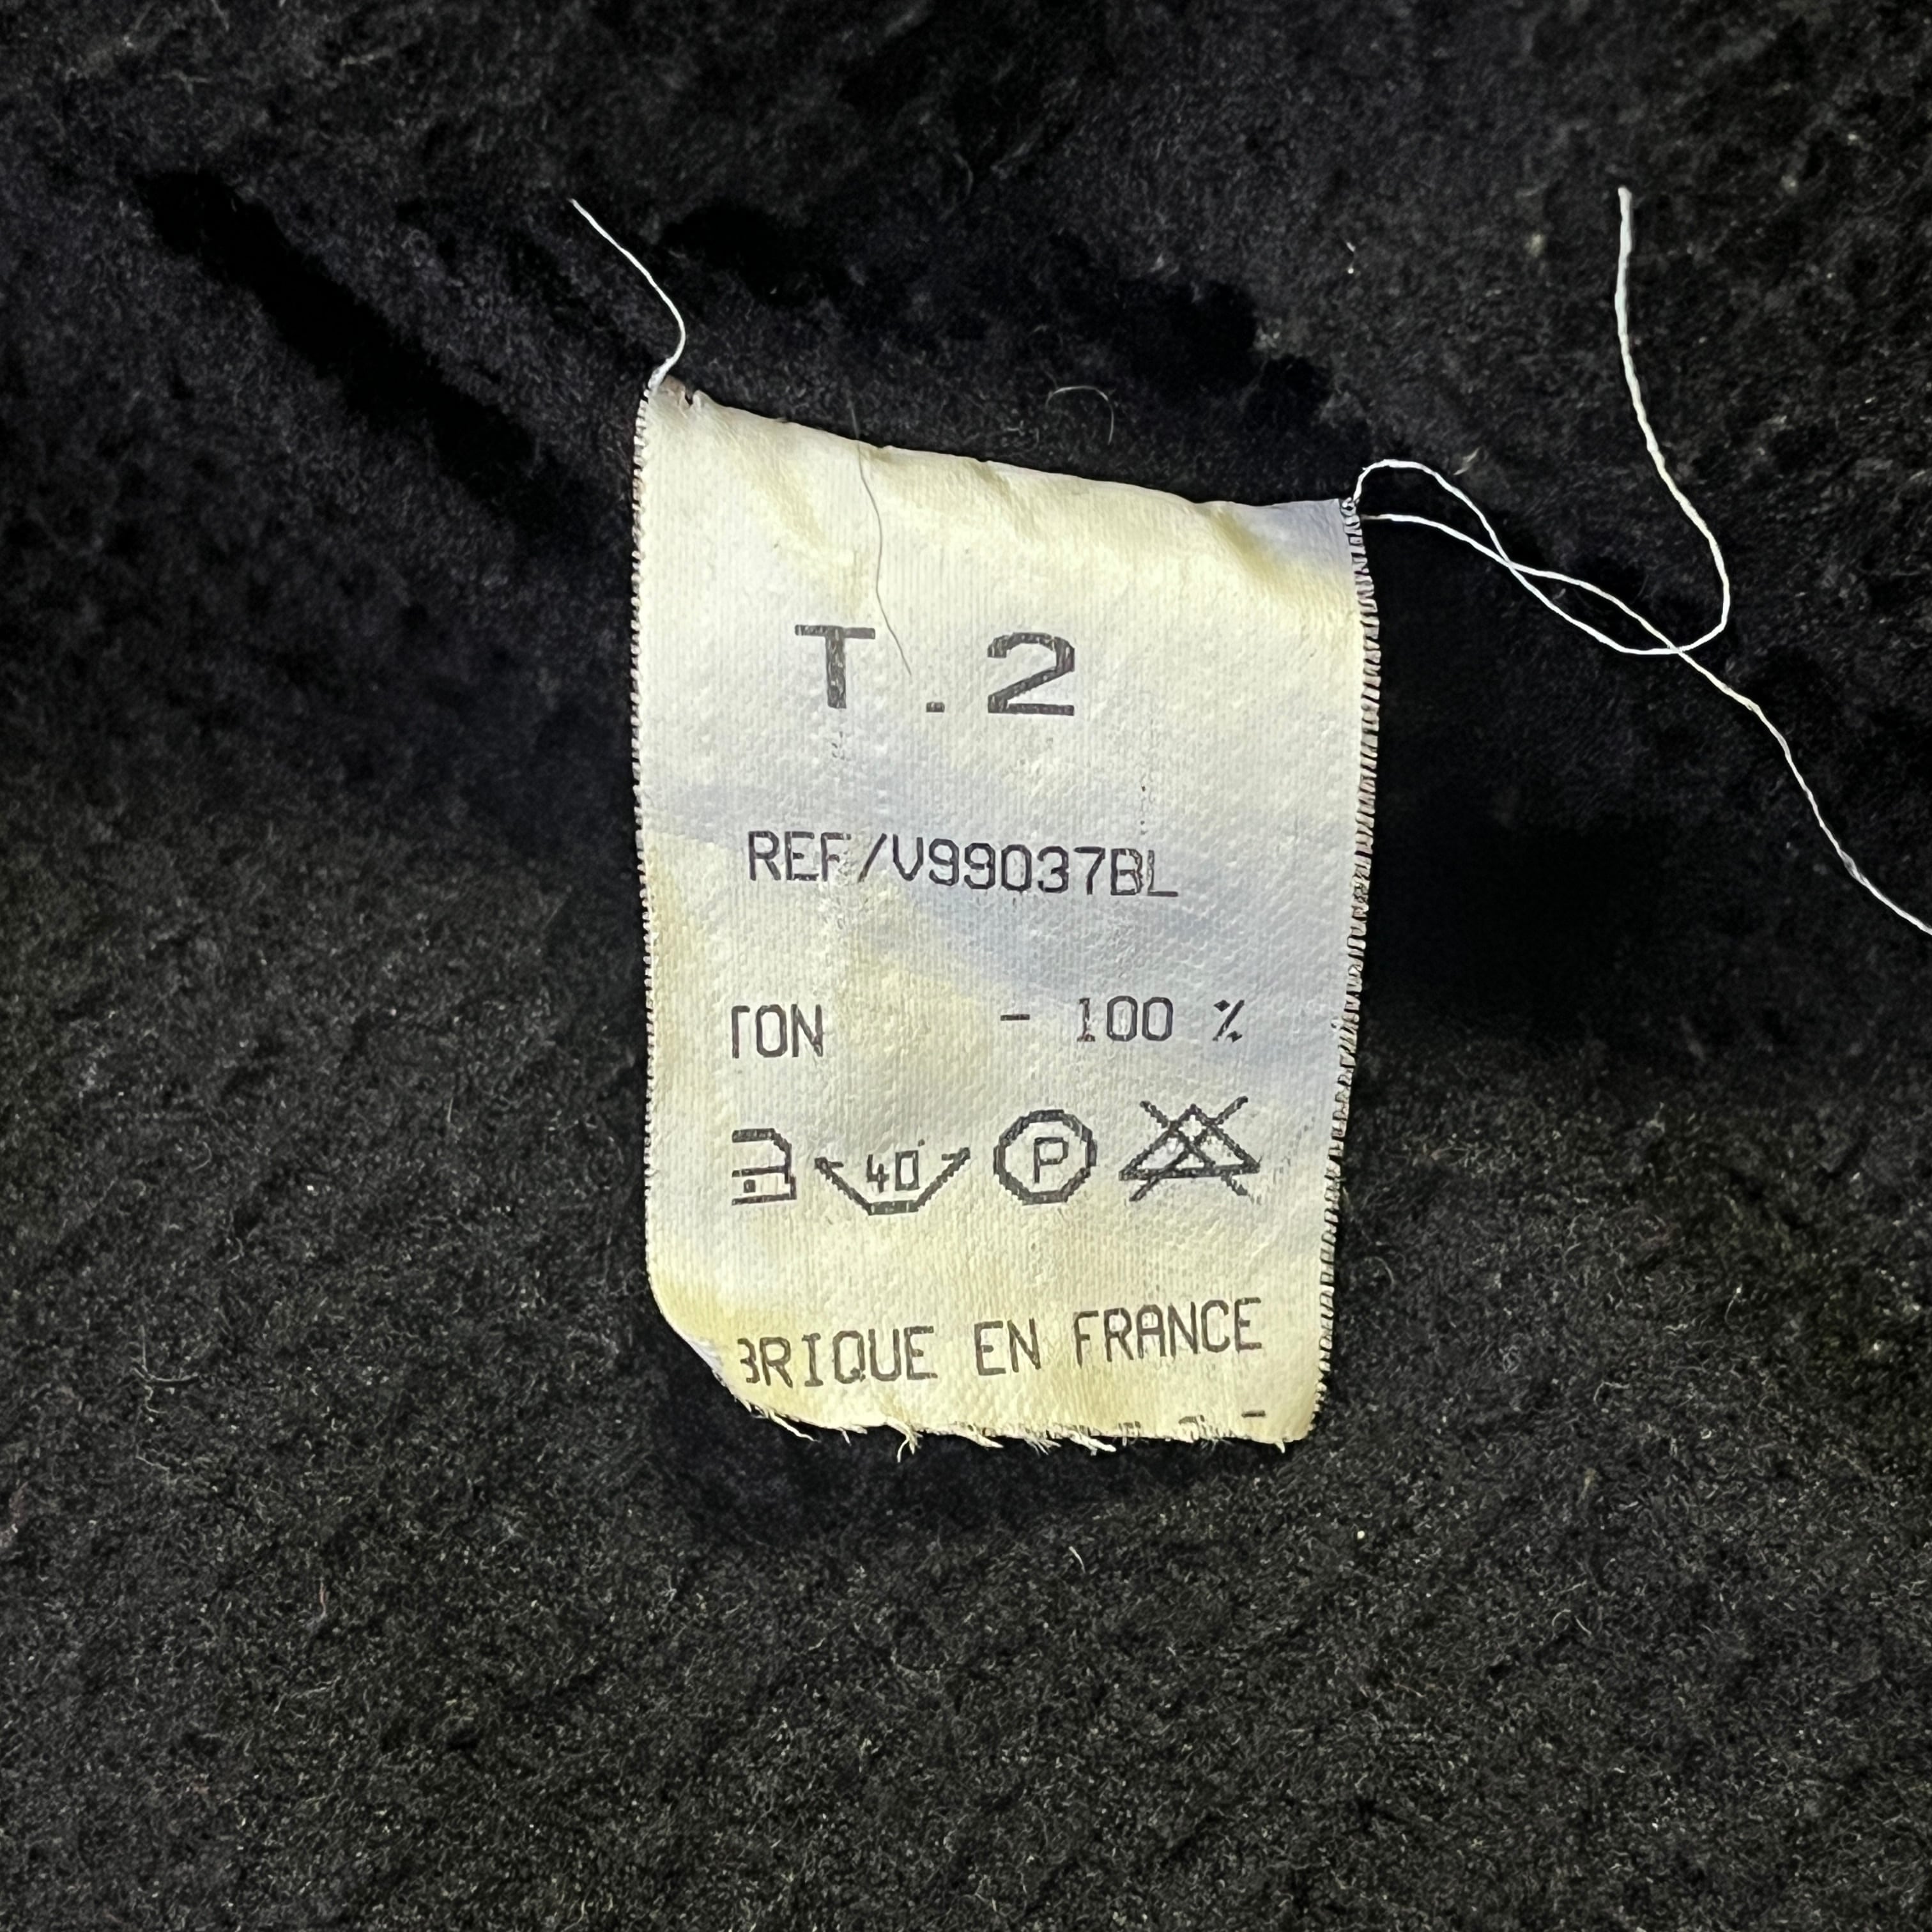 T.2
REF/V99037BL
TON - 100 %
40
P
BRIQUE EN FRANCE